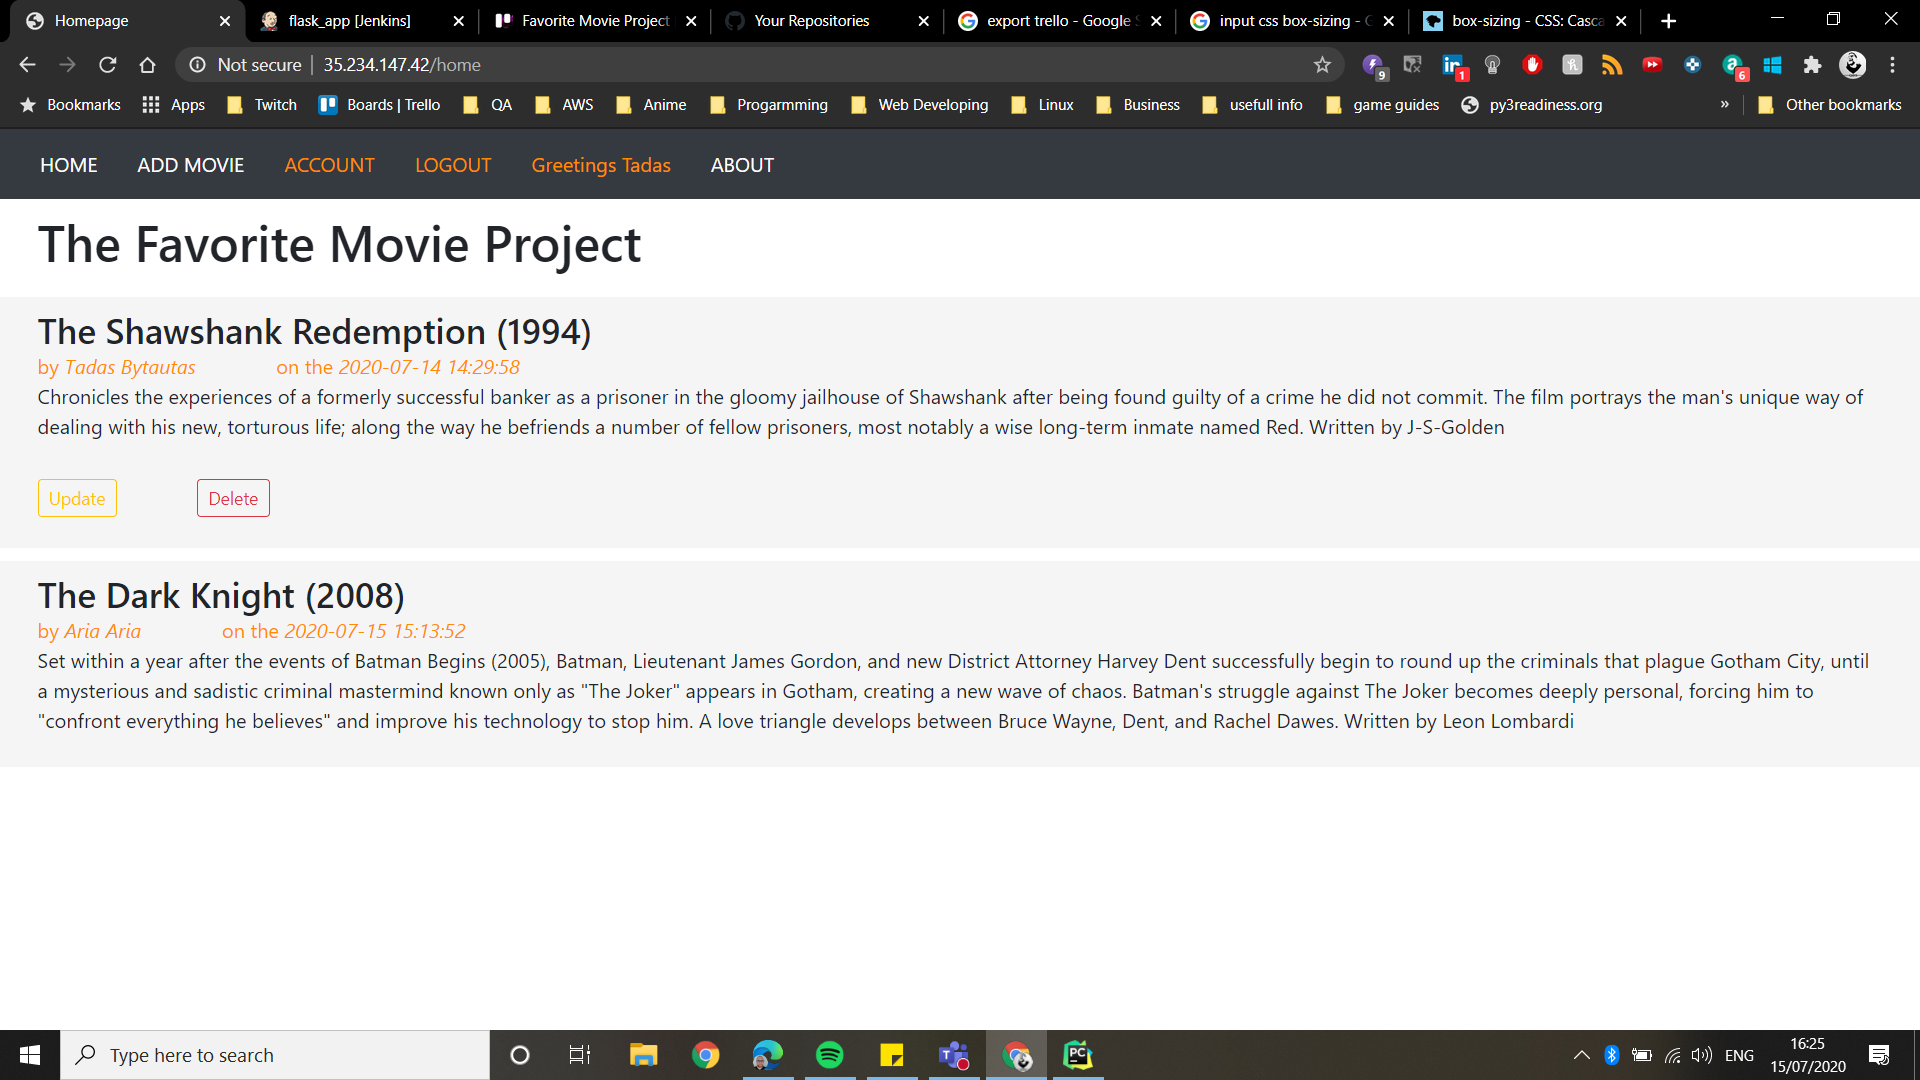 Homepage
flask_app [Jenkins]
Favorite Movie Project
Your Repositories
export trello - Google S
input css box-sizing - G
box-sizing - CSS: Casca
Not secure | 35.234.147.42/home
9
1
6
Bookmarks Apps Twitch Boards | Trello QA AWS Anime Progarmming Web Developing Linux Business usefull info game guides py3readiness.org » Other bookmarks
HOME ADD MOVIE ACCOUNT LOGOUT Greetings Tadas ABOUT
The Favorite Movie Project
The Shawshank Redemption (1994)
by Tadas Bytautas on the 2020-07-14 14:29:58
Chronicles the experiences of a formerly successful banker as a prisoner in the gloomy jailhouse of Shawshank after being found guilty of a crime he did not commit. The film portrays the man's unique way of
dealing with his new, torturous life; along the way he befriends a number of fellow prisoners, most notably a wise long-term inmate named Red. Written by J-S-Golden
Update Delete
The Dark Knight (2008)
by Aria Aria on the 2020-07-15 15:13:52
Set within a year after the events of Batman Begins (2005), Batman, Lieutenant James Gordon, and new District Attorney Harvey Dent successfully begin to round up the criminals that plague Gotham City, until
a mysterious and sadistic criminal mastermind known only as "The Joker" appears in Gotham, creating a new wave of chaos. Batman's struggle against The Joker becomes deeply personal, forcing him to
"confront everything he believes" and improve his technology to stop him. A love triangle develops between Bruce Wayne, Dent, and Rachel Dawes. Written by Leon Lombardi
Type here to search
ENG
16:25
15/07/2020